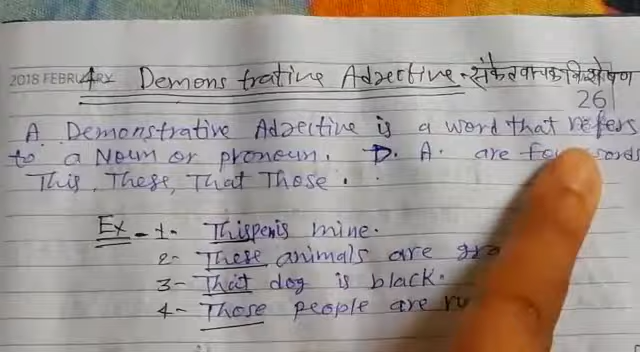 2018 FEBRUARY 4 Demonstrative Adjective - संकेतवाचक विशेषण
26
A. Demonstrative Adjective is a word that refers
to a Noun or pronoun. D. A. are
This, These, That Those.
Ex - 1- This pen is mine.
2- These animals are
3- That dog is black.
4- Those people are